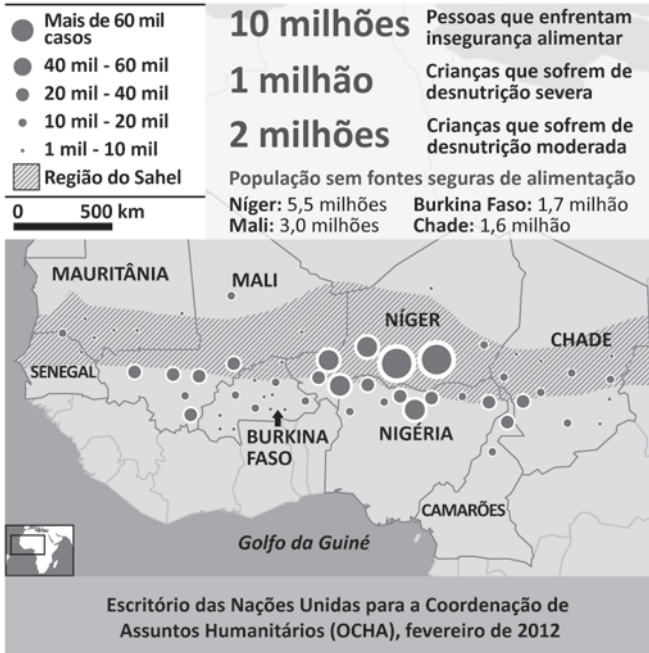 Mais de 60 mil
casos
40 mil - 60 mil
20 mil - 40 mil
10 mil - 20 mil
1 mil - 10 mil
Região do Sahel
0 500 km
10 milhões
Pessoas que enfrentam
insegurança alimentar
1 milhão
Crianças que sofrem de
desnutrição severa
2 milhões
Crianças que sofrem de
desnutrição moderada
População sem fontes seguras de alimentação
Níger: 5,5 milhões Burkina Faso: 1,7 milhão
Mali: 3,0 milhões Chade: 1,6 milhão
MAURITÂNIA
MALI
NÍGER
CHADE
SENEGAL
BURKINA
FASO
NIGÉRIA
CAMARÕES
Golfo da Guiné
Escritório das Nações Unidas para a Coordenação de
Assuntos Humanitários (OCHA), fevereiro de 2012